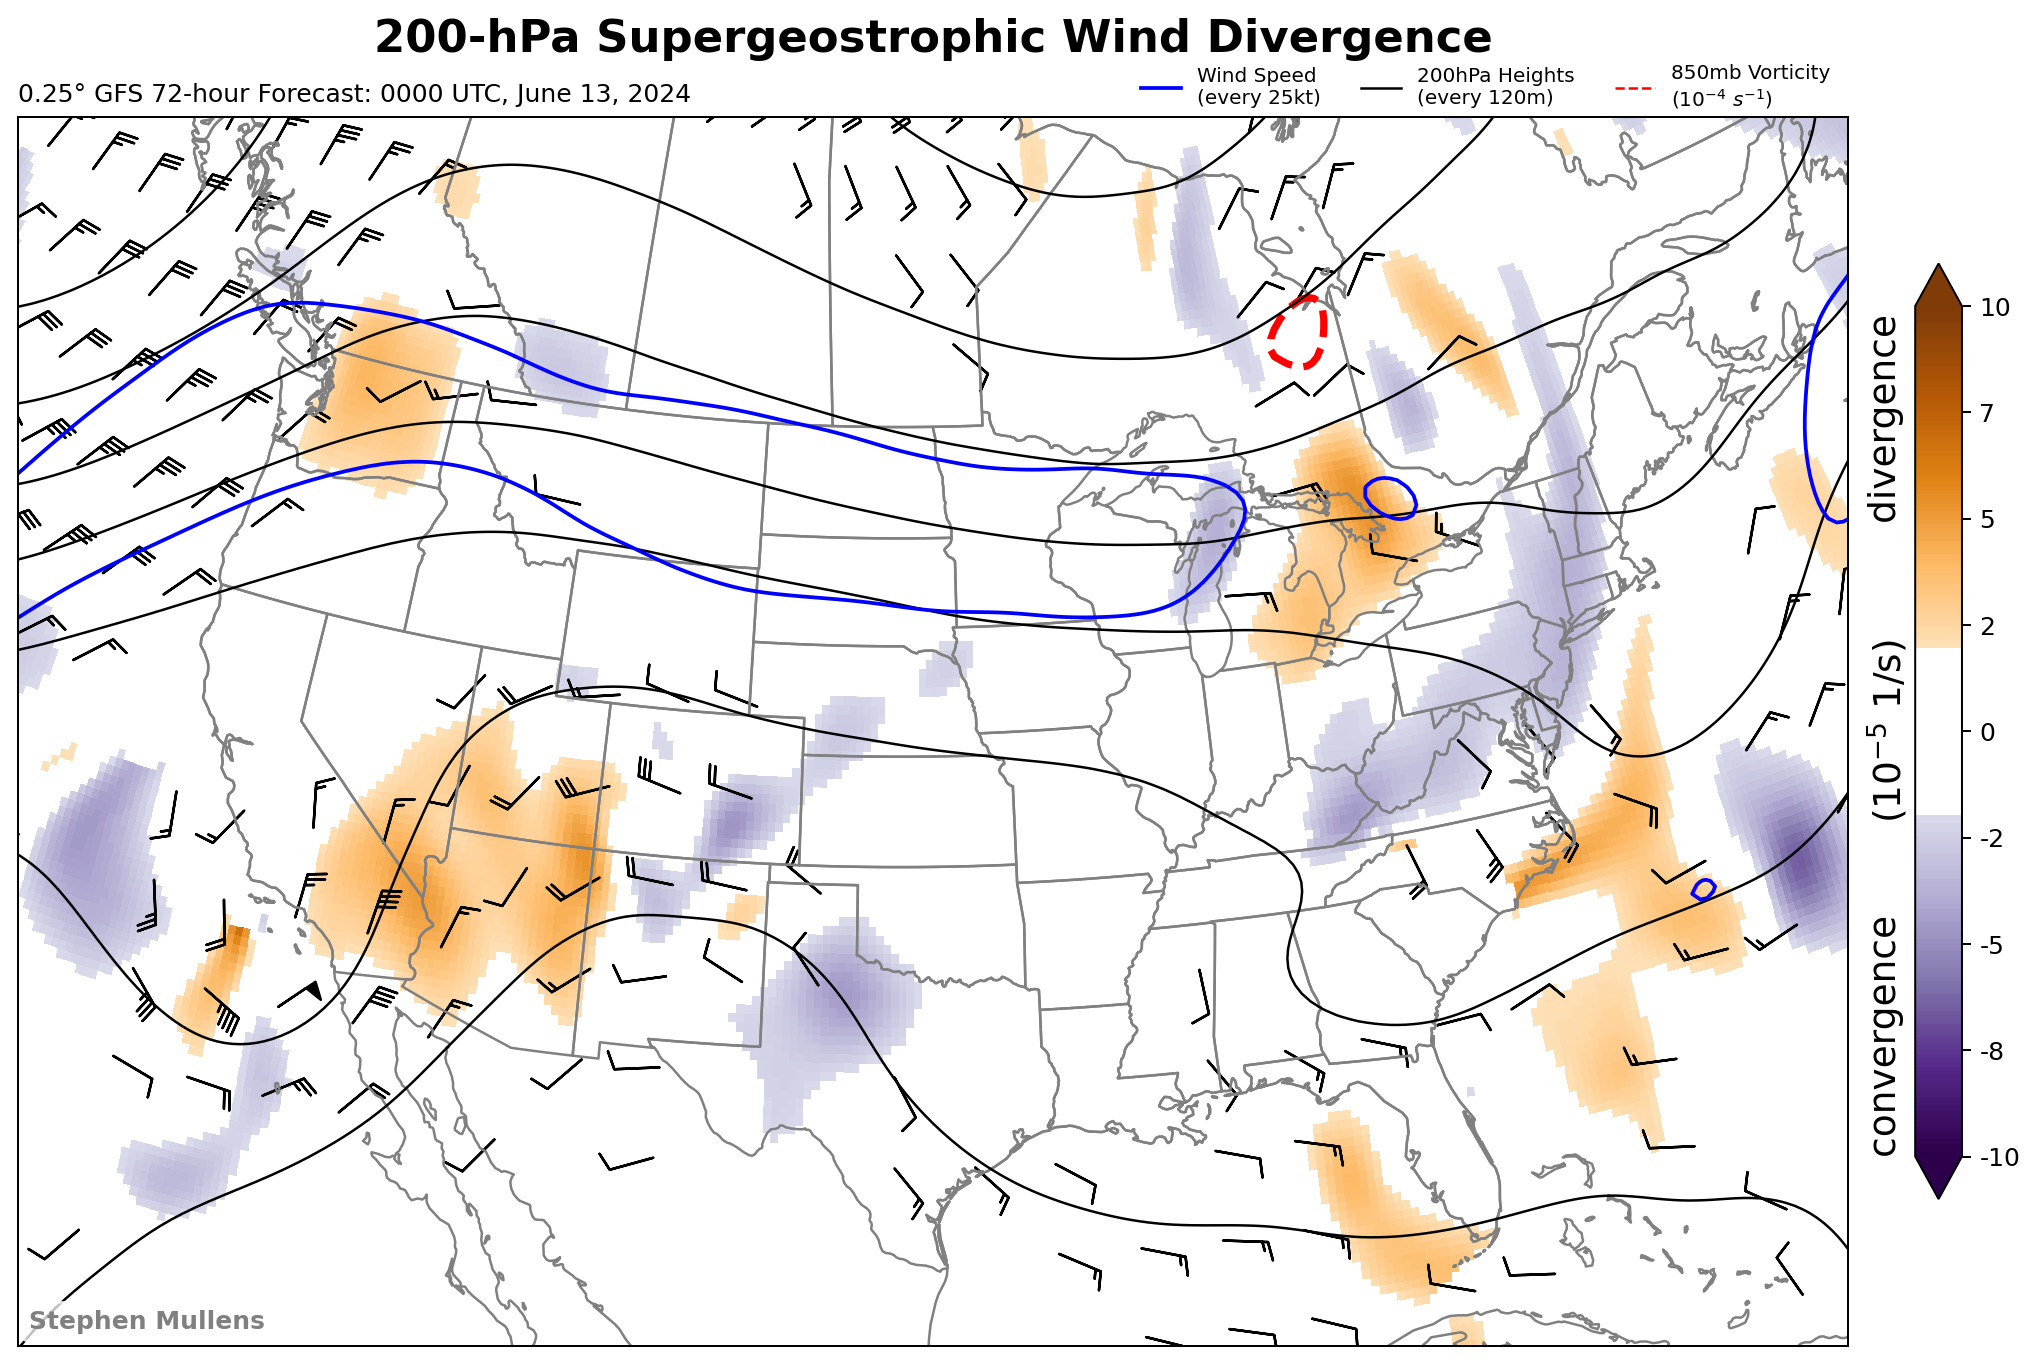 200-hPa Supergeostrophic Wind Divergence
0.25° GFS 72-hour Forecast: 0000 UTC, June 13, 2024
Wind Speed
(every 25kt)
200hPa Heights
(every 120m)
850mb Vorticity
(10⁻⁴ s⁻¹)
10
7
5
2
0
-2
-5
-8
-10
convergence (10⁻⁵ 1/s) divergence
Stephen Mullens